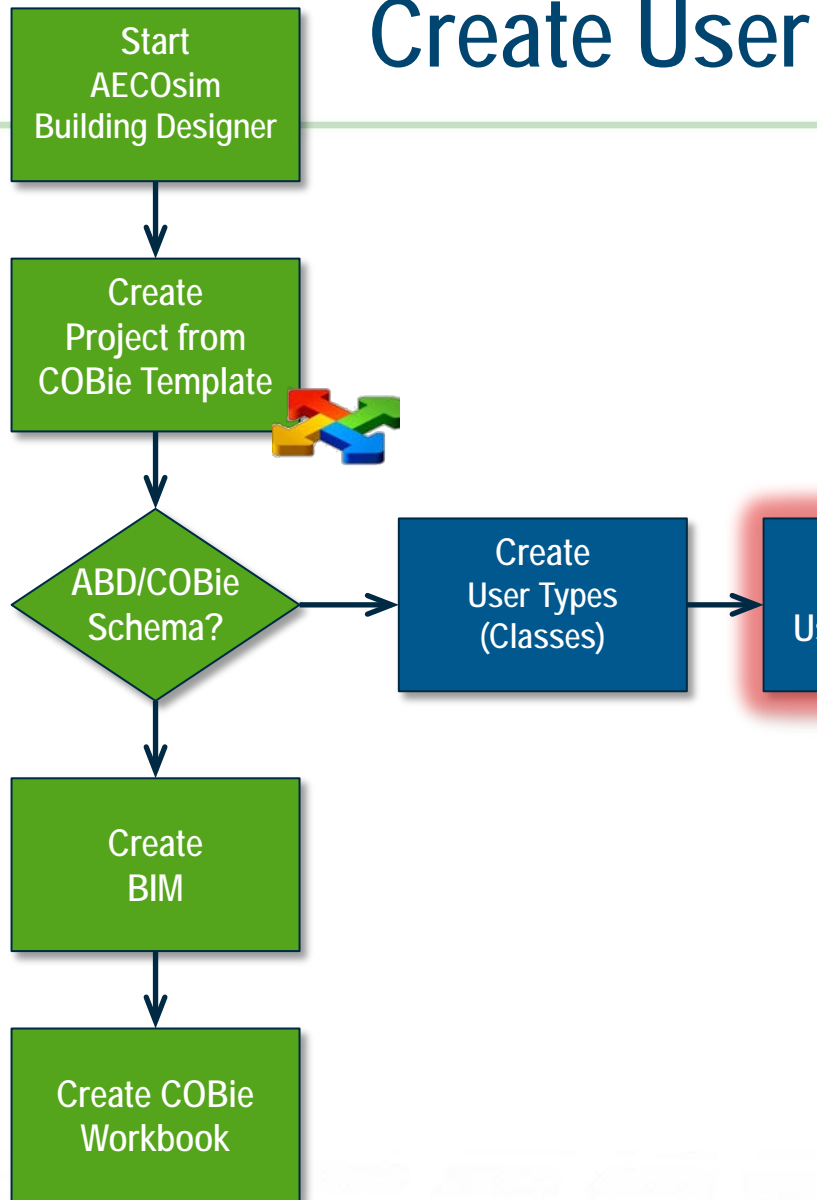 Create User
Start
AECOsim
Building Designer
Create
Project from
COBie Template
ABD/COBie
Schema?
Create
User Types
(Classes)
Create
BIM
Create COBie
Workbook